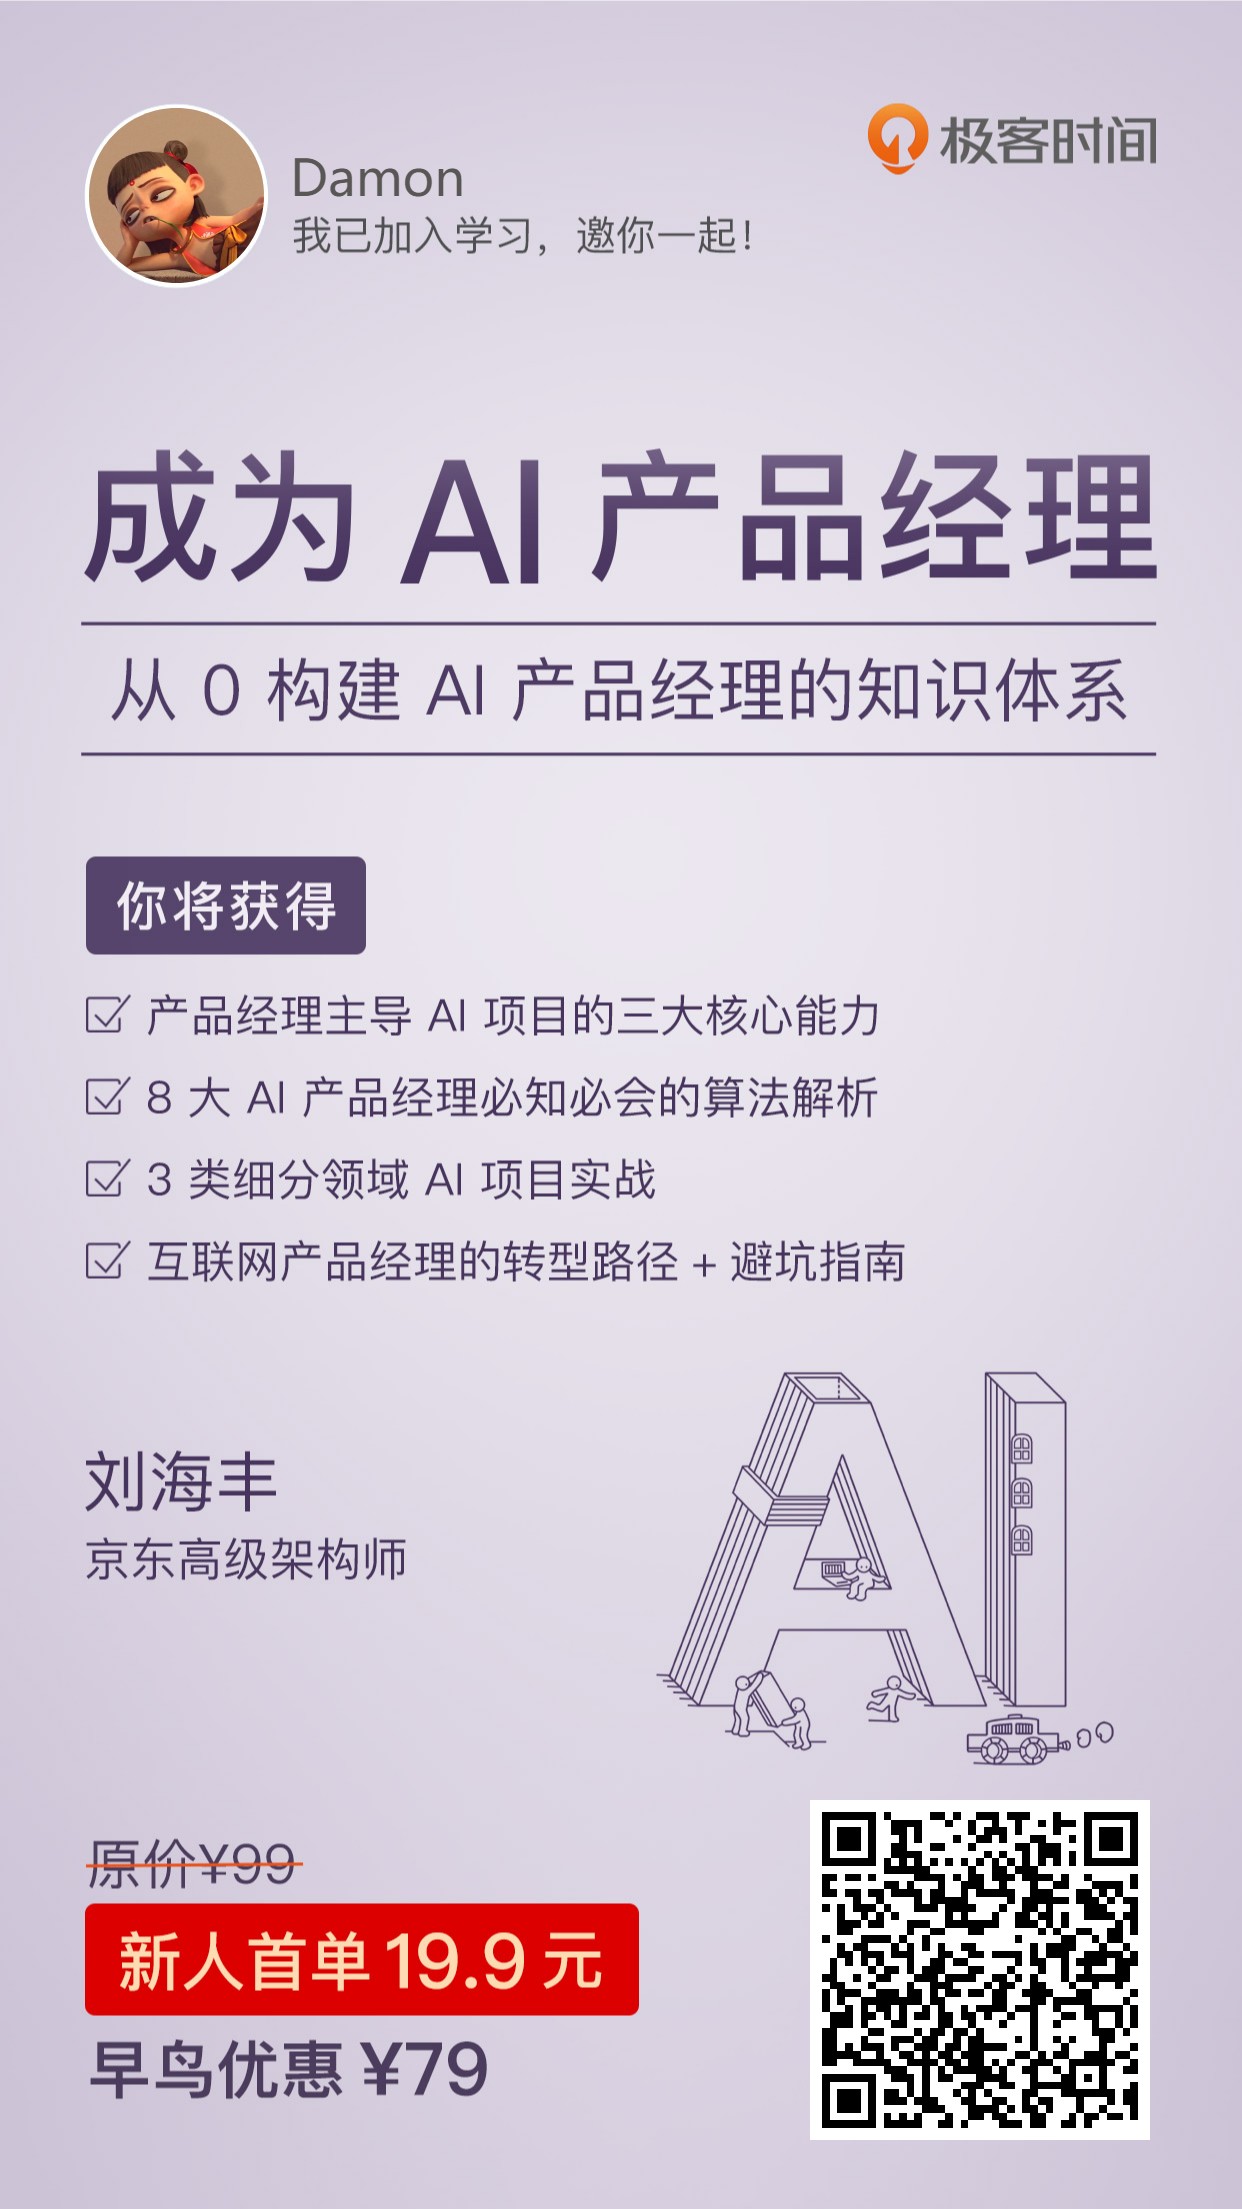 极客时间
Damon
我已加入学习，邀你一起！
成为 AI 产品经理
从 0 构建 AI 产品经理的知识体系
你将获得
产品经理主导 AI 项目的三大核心能力
8 大 AI 产品经理必知必会的算法解析
3 类细分领域 AI 项目实战
互联网产品经理的转型路径 + 避坑指南
刘海丰
京东高级架构师
AI
原价¥99
新人首单 19.9 元
早鸟优惠 ¥79